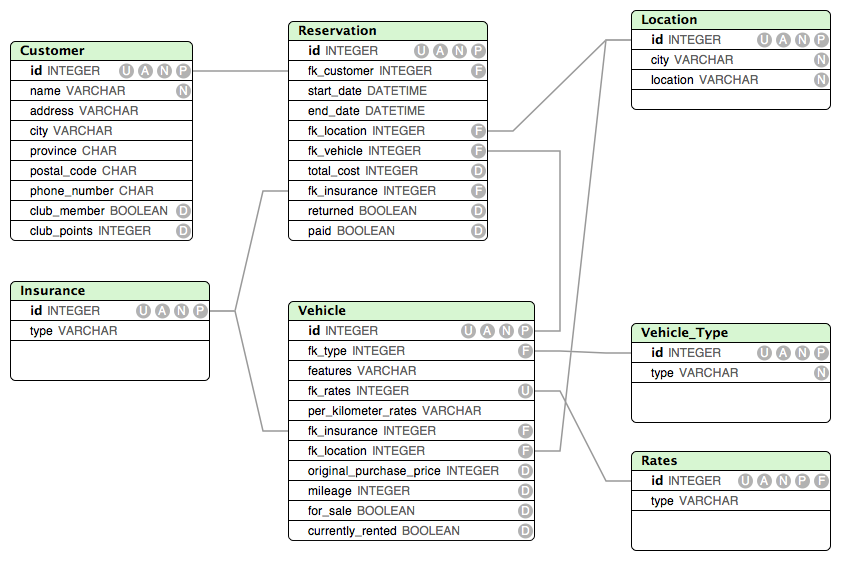 Customer
id INTEGER U A N P
name VARCHAR N
address VARCHAR
city VARCHAR
province CHAR
postal_code CHAR
phone_number CHAR
club_member BOOLEAN D
club_points INTEGER D
Reservation
id INTEGER U A N P
fk_customer INTEGER F
start_date DATETIME
end_date DATETIME
fk_location INTEGER F
fk_vehicle INTEGER F
total_cost INTEGER D
fk_insurance INTEGER F
returned BOOLEAN D
paid BOOLEAN D
Location
id INTEGER U A N P
city VARCHAR N
location VARCHAR N
Insurance
id INTEGER U A N P
type VARCHAR
Vehicle
id INTEGER U A N P
fk_type INTEGER F
features VARCHAR
fk_rates INTEGER U
per_kilometer_rates VARCHAR
fk_insurance INTEGER F
fk_location INTEGER F
original_purchase_price INTEGER D
mileage INTEGER D
for_sale BOOLEAN D
currently_rented BOOLEAN D
Vehicle_Type
id INTEGER U A N P
type VARCHAR N
Rates
id INTEGER U A N P F
type VARCHAR